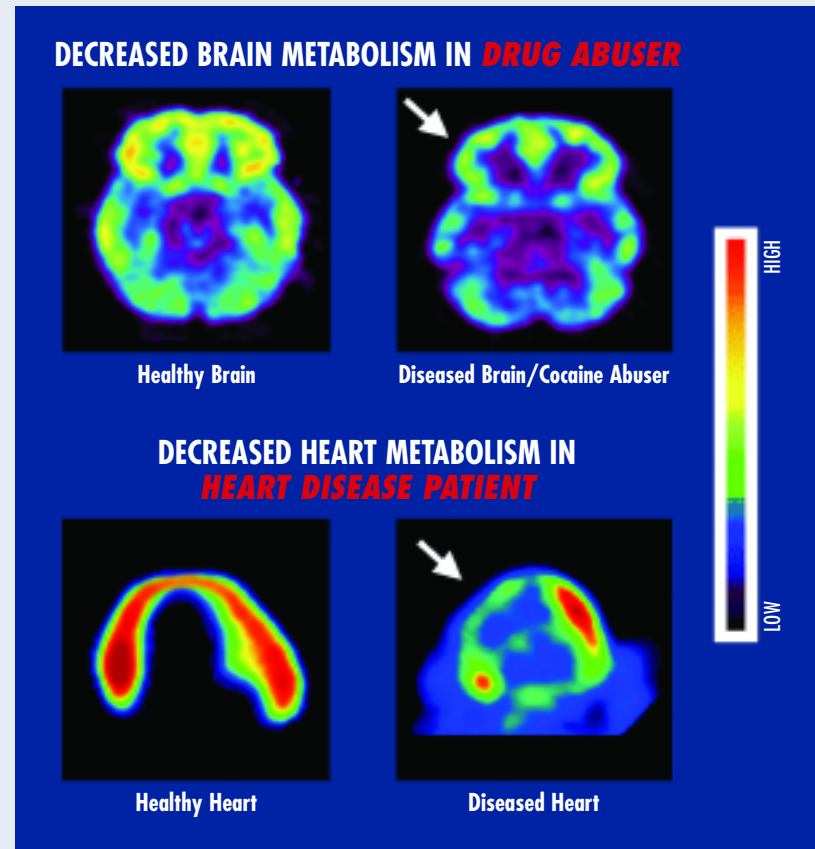 DECREASED BRAIN METABOLISM IN DRUG ABUSER
Healthy Brain
Diseased Brain/Cocaine Abuser
HIGH
LOW
DECREASED HEART METABOLISM IN
HEART DISEASE PATIENT
Healthy Heart
Diseased Heart